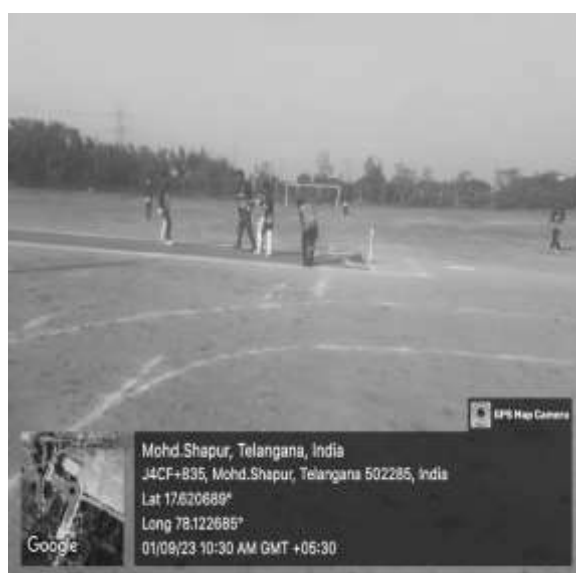 GPS Map Camera
Mohd.Shapur, Telangana, India
J4CF+835, Mohd.Shapur, Telangana 502285, India
Lat 17.620689°
Long 78.122685°
01/09/23 10:30 AM GMT +05:30
Google